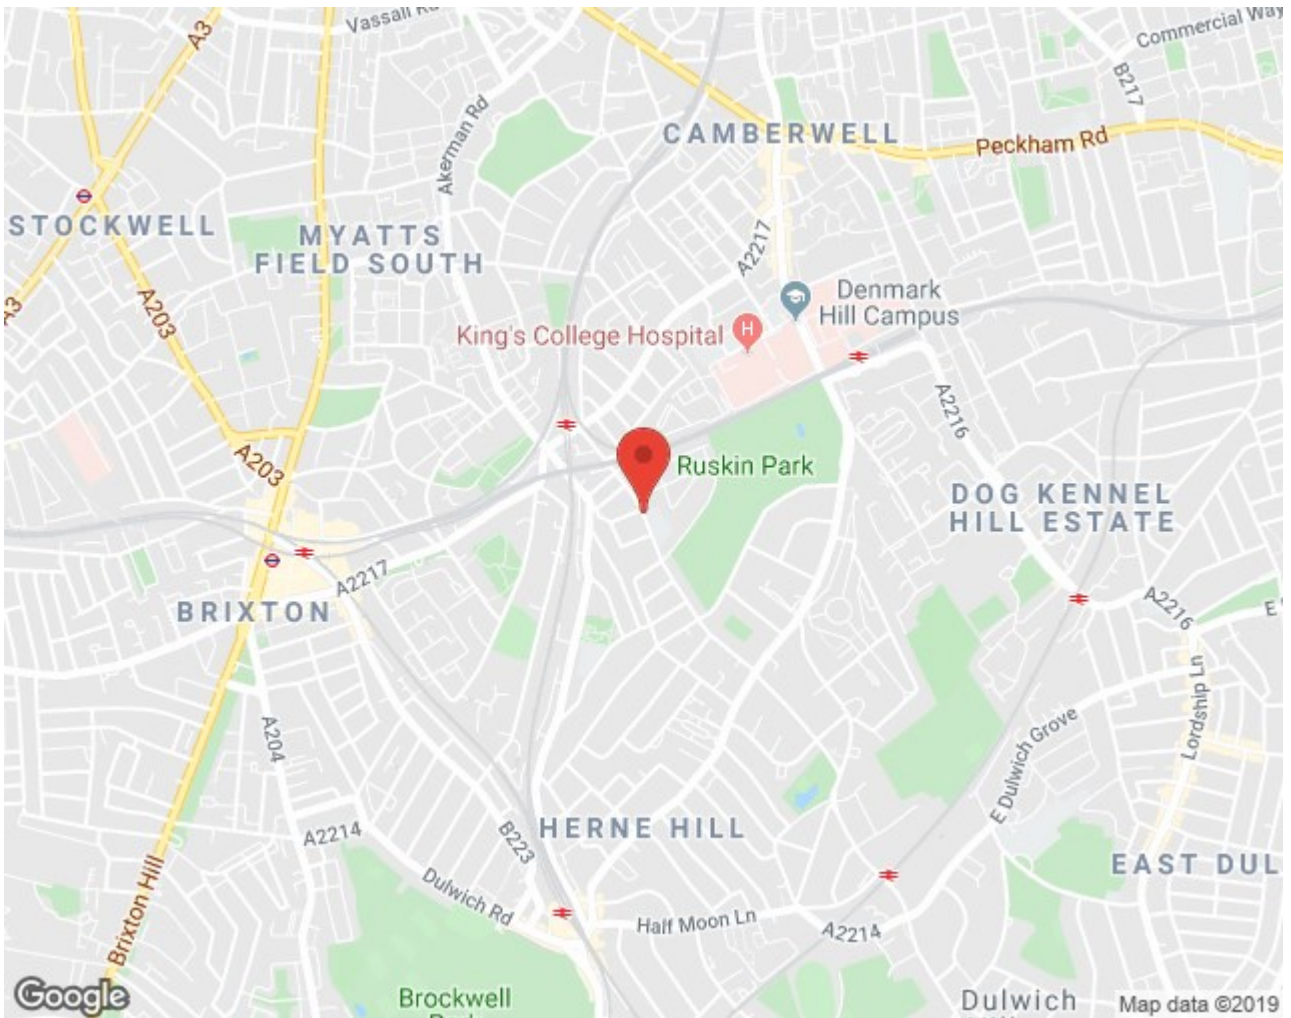 Vassall Rd
Commercial Way
A3
B217
CAMBERWELL
Peckham Rd
Akerman Rd
STOCKWELL
MYATTS
FIELD SOUTH
A2217
A3
A203
Denmark
Hill Campus
King's College Hospital
H
A2216
A203
Ruskin Park
DOG KENNEL
HILL ESTATE
A2217
BRIXTON
A2216
E
Lordship Ln
A204
E Dulwich Grove
A2214
B223
HERNE HILL
EAST DUL
Dulwich Rd
Brixton Hill
Half Moon Ln
A2214
Brockwell
Google
Dulwich
Map data ©2019